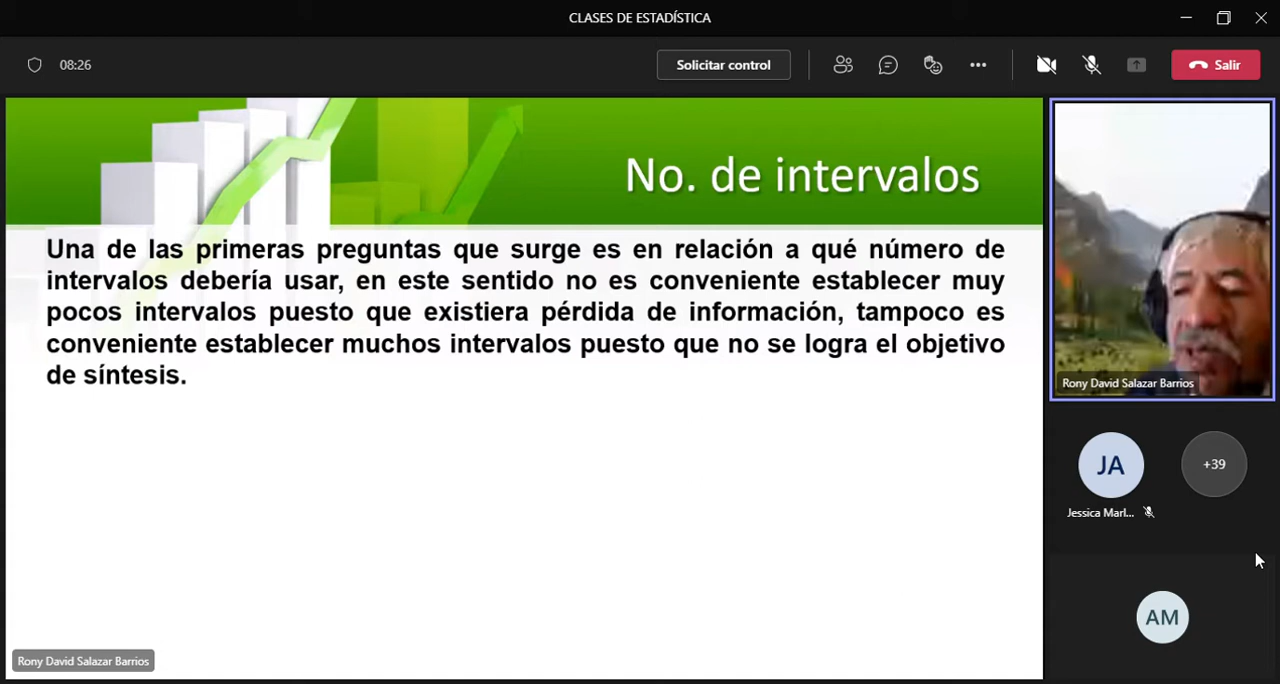 CLASES DE ESTADÍSTICA
08:26
Solicitar control
Salir
No. de intervalos
Una de las primeras preguntas que surge es en relación a qué número de
intervalos debería usar, en este sentido no es conveniente establecer muy
pocos intervalos puesto que existiera pérdida de información, tampoco es
conveniente establecer muchos intervalos puesto que no se logra el objetivo
de síntesis.
Rony David Salazar Barrios
JA
+39
Jessica Marl...
AM
Rony David Salazar Barrios